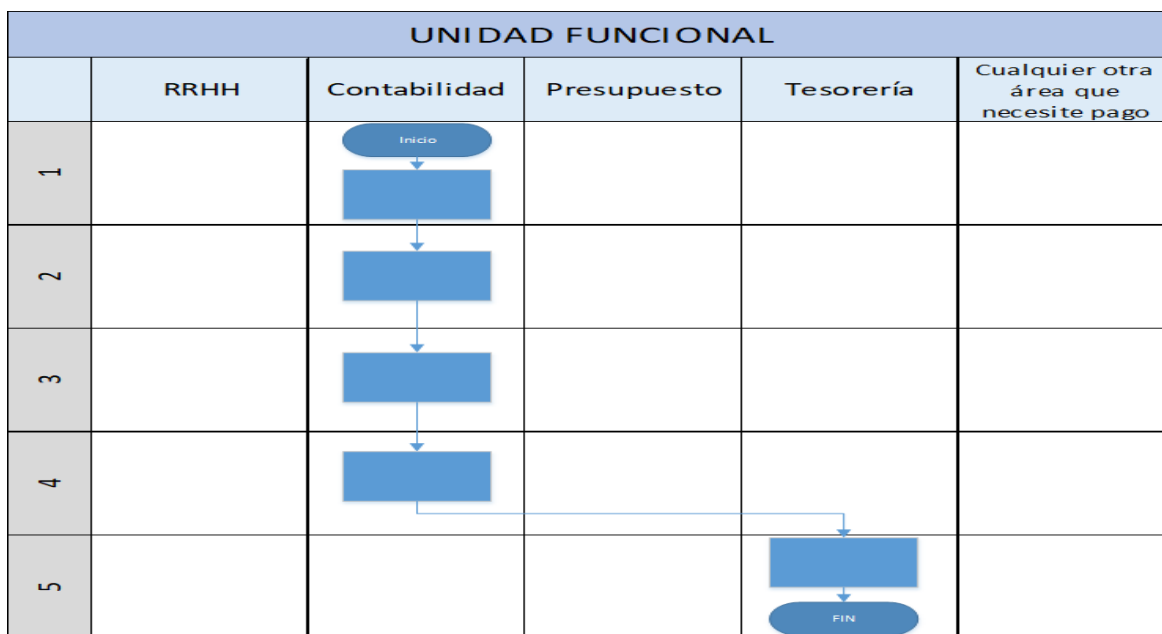 UNIDAD FUNCIONAL
RRHH
Contabilidad
Presupuesto
Tesorería
Cualquier otra
área que
necesite pago
1
Inicio
2
3
4
5
FIN